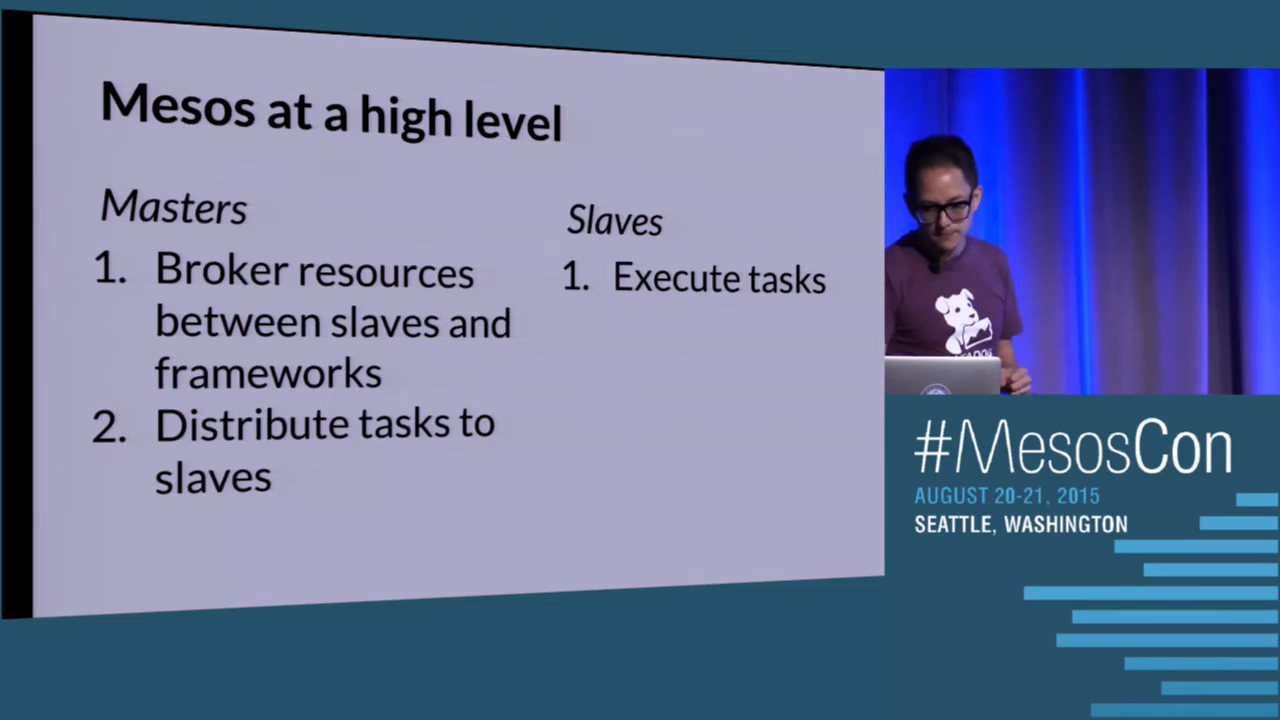 Mesos at a high level
Masters
1. Broker resources
between slaves and
frameworks
2. Distribute tasks to
slaves
Slaves
1. Execute tasks
#MesosCon
AUGUST 20-21, 2015
SEATTLE, WASHINGTON